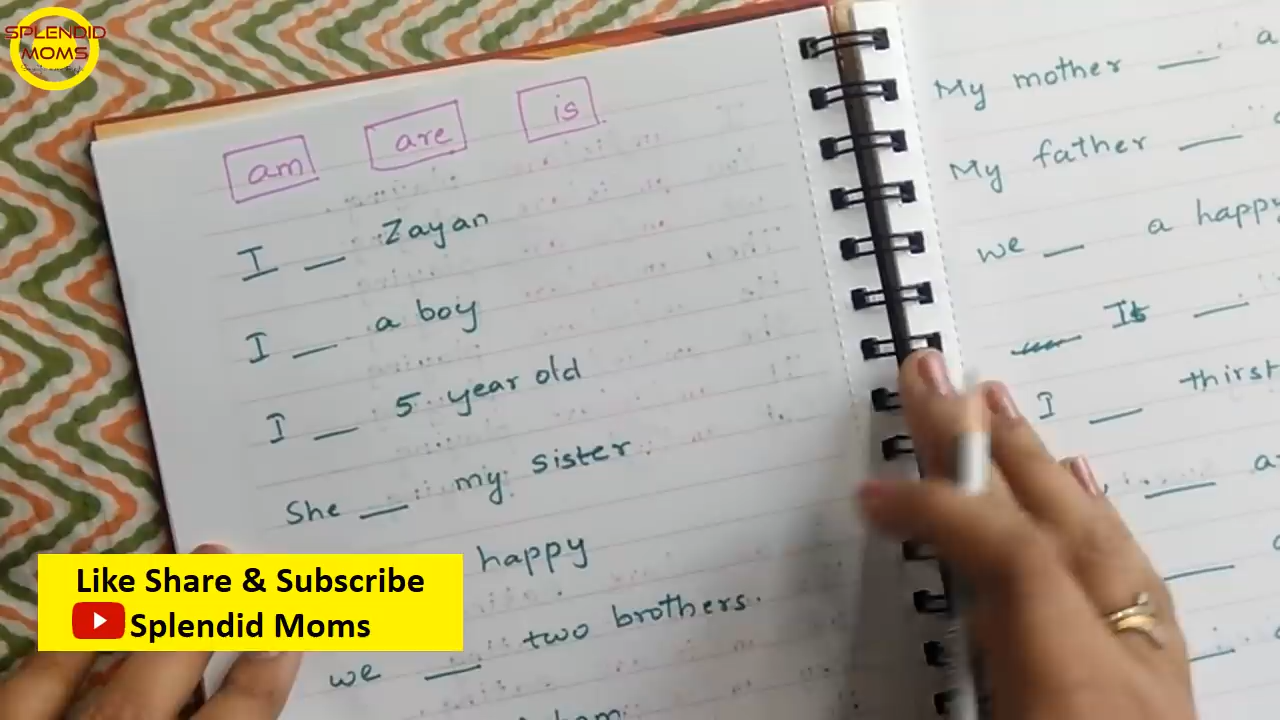 SPLENDID
MOMS
am are is
I __ Zayan
I __ a boy
I __ 5 year old
She __ my sister.
happy
we __ two brothers.
My mother __ a
My father __
we __ a happy
It __
I __ thirst
Like Share & Subscribe
Splendid Moms